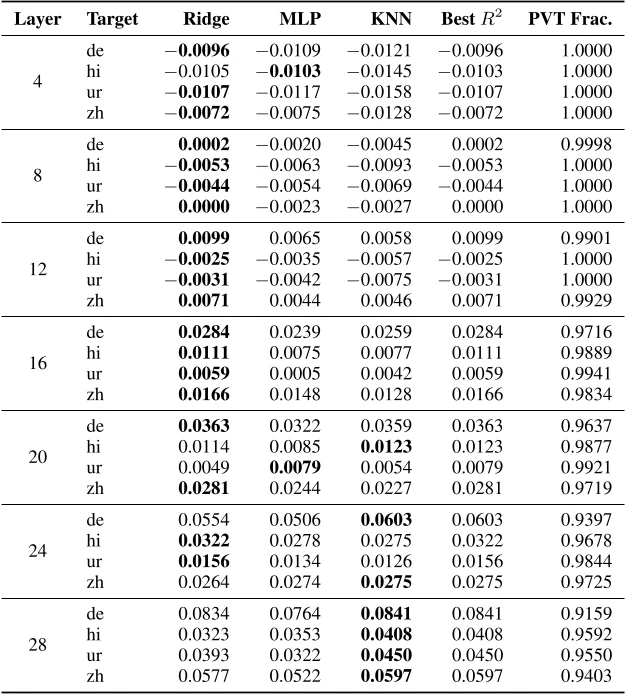 Layer Target Ridge MLP KNN Best R² PVT Frac.
de −0.0096 −0.0109 −0.0121 −0.0096 1.0000
hi −0.0105 −0.0103 −0.0145 −0.0103 1.0000
4
ur −0.0107 −0.0117 −0.0158 −0.0107 1.0000
zh −0.0072 −0.0075 −0.0128 −0.0072 1.0000
de 0.0002 −0.0020 −0.0045 0.0002 0.9998
hi −0.0053 −0.0063 −0.0093 −0.0053 1.0000
8
ur −0.0044 −0.0054 −0.0069 −0.0044 1.0000
zh 0.0000 −0.0023 −0.0027 0.0000 1.0000
de 0.0099 0.0065 0.0058 0.0099 0.9901
hi −0.0025 −0.0035 −0.0057 −0.0025 1.0000
12
ur −0.0031 −0.0042 −0.0075 −0.0031 1.0000
zh 0.0071 0.0044 0.0046 0.0071 0.9929
de 0.0284 0.0239 0.0259 0.0284 0.9716
hi 0.0111 0.0075 0.0077 0.0111 0.9889
16
ur 0.0059 0.0005 0.0042 0.0059 0.9941
zh 0.0166 0.0148 0.0128 0.0166 0.9834
de 0.0363 0.0322 0.0359 0.0363 0.9637
hi 0.0114 0.0085 0.0123 0.0123 0.9877
20
ur 0.0049 0.0079 0.0054 0.0079 0.9921
zh 0.0281 0.0244 0.0227 0.0281 0.9719
de 0.0554 0.0506 0.0603 0.0603 0.9397
hi 0.0322 0.0278 0.0275 0.0322 0.9678
24
ur 0.0156 0.0134 0.0126 0.0156 0.9844
zh 0.0264 0.0274 0.0275 0.0275 0.9725
de 0.0834 0.0764 0.0841 0.0841 0.9159
hi 0.0323 0.0353 0.0408 0.0408 0.9592
28
ur 0.0393 0.0322 0.0450 0.0450 0.9550
zh 0.0577 0.0522 0.0597 0.0597 0.9403